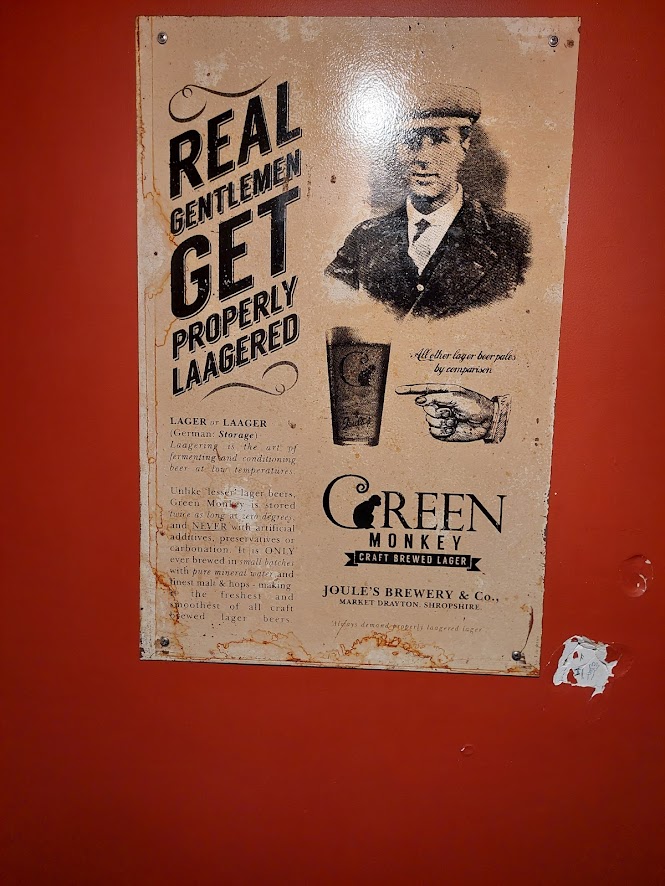 REAL
GENTLEMEN
GET
PROPERLY
LAAGERED
All other lager beer pales
by comparison
LAGER or LAAGER
(German: Storage)
Laagering is the art of
fermenting and conditioning
beer at low temperatures.
Unlike 'lesser' lager beers,
Green Monkey is stored
twice as long at zero degrees,
and NEVER with artificial
additives, preservatives or
carbonation. It is ONLY
ever brewed in small batches
with pure mineral water and
finest malt & hops - making
the freshest and
smoothest of all craft
brewed lager beers.
Joule's
GREEN
MONKEY
CRAFT BREWED LAGER
JOULE'S BREWERY & Co.,
MARKET DRAYTON, SHROPSHIRE.
Always demand properly laagered lager